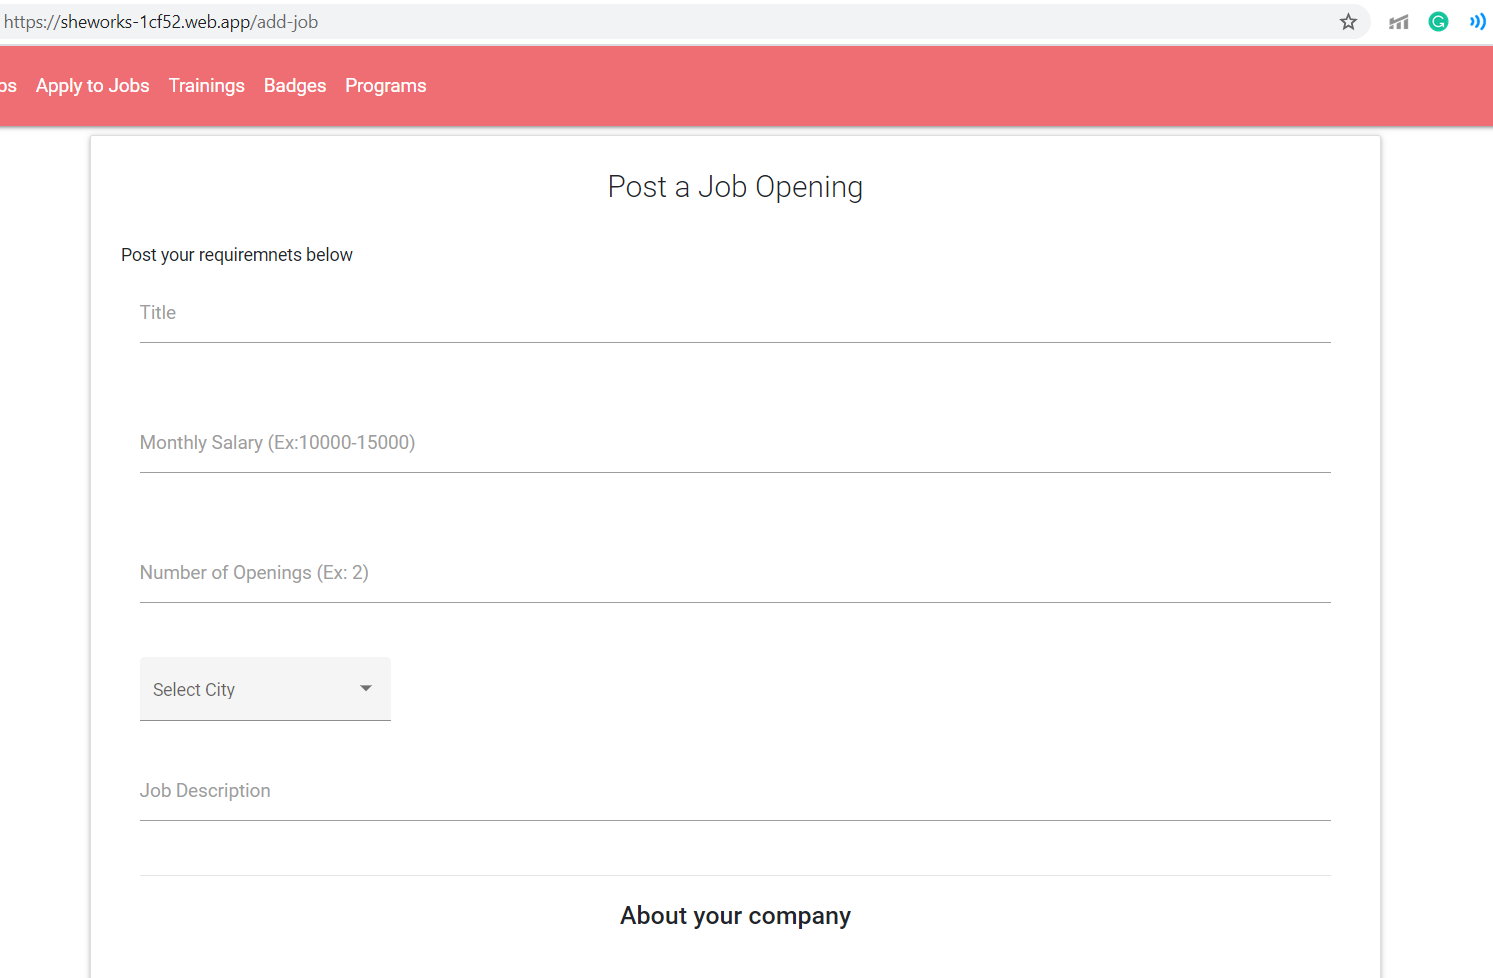 https://sheworks-1cf52.web.app/add-job
Apply to Jobs Trainings Badges Programs
Post a Job Opening
Post your requiremnets below
Title
Monthly Salary (Ex:10000-15000)
Number of Openings (Ex: 2)
Select City
Job Description
About your company